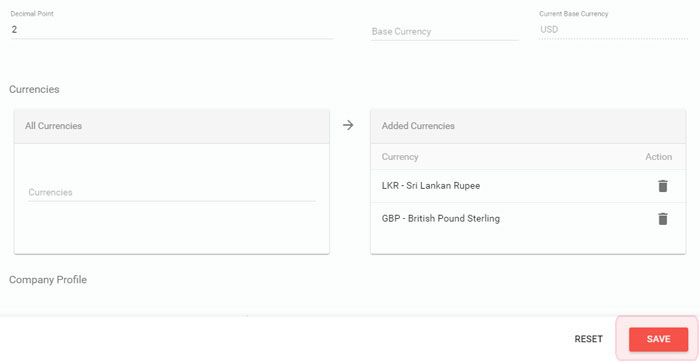 Decimal Point
2
Base Currency
Current Base Currency
USD
Currencies
All Currencies
Currencies
Added Currencies
Currency Action
LKR - Sri Lankan Rupee
GBP - British Pound Sterling
Company Profile
RESET SAVE